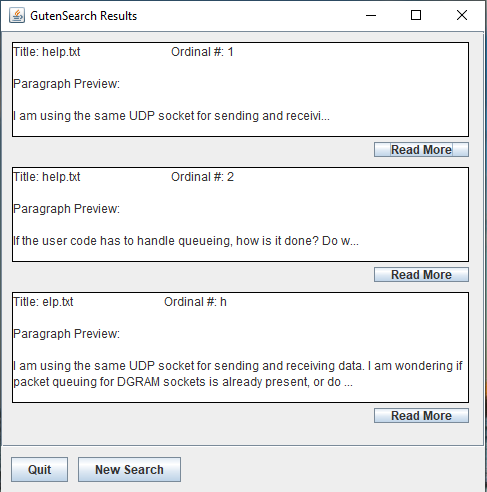 GutenSearch Results
Title: help.txt Ordinal #: 1
Paragraph Preview:
I am using the same UDP socket for sending and receivi...
Read More
Title: help.txt Ordinal #: 2
Paragraph Preview:
If the user code has to handle queueing, how is it done? Do w...
Read More
Title: elp.txt Ordinal #: h
Paragraph Preview:
I am using the same UDP socket for sending and receiving data. I am wondering if
packet queuing for DGRAM sockets is already present, or do ...
Read More
Quit New Search